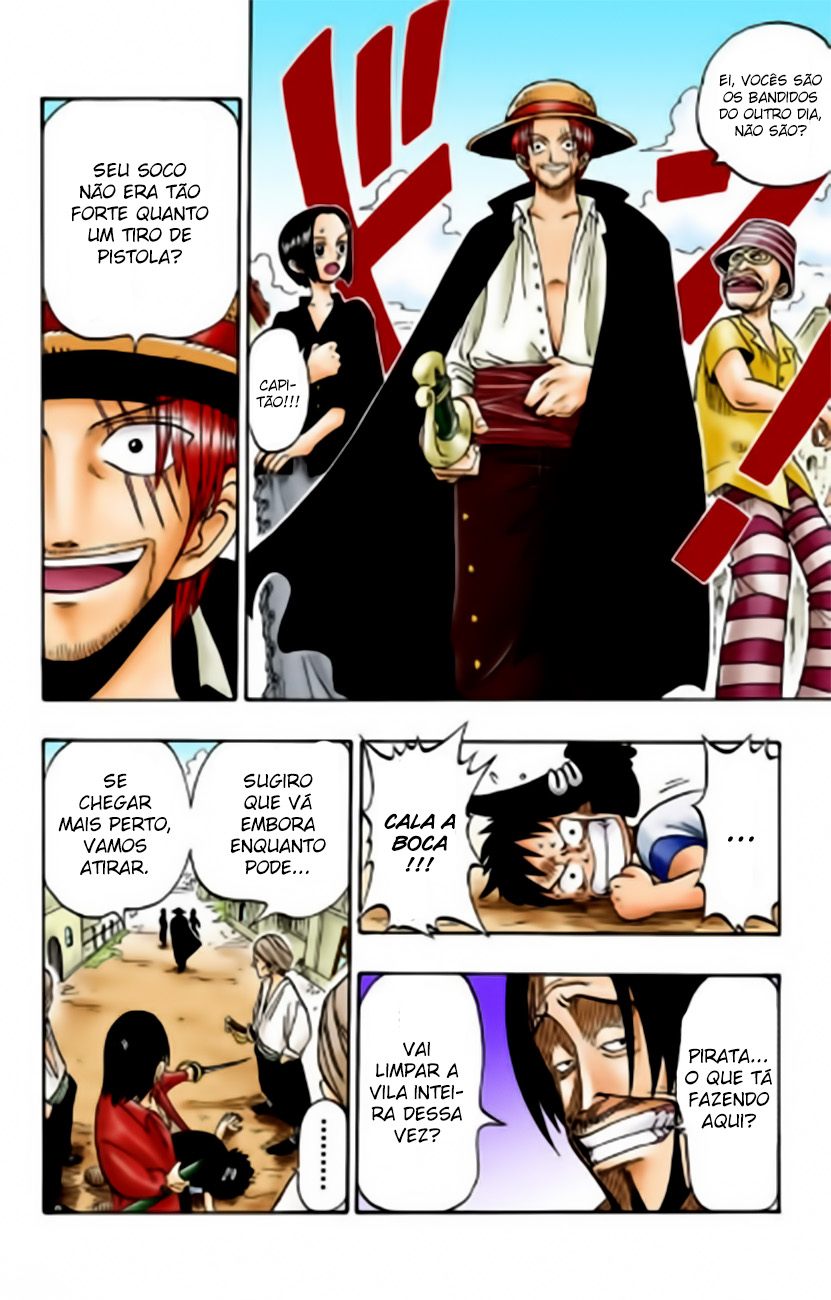 EI, VOCÊS SÃO
OS BANDIDOS
DO OUTRO DIA,
NÃO SÃO?
CAPI-
TÃO!!!
SEU SOCO
NÃO ERA TÃO
FORTE QUANTO
UM TIRO DE
PISTOLA?
...
CALA A
BOCA
!!!
PIRATA...
O QUE TÁ
FAZENDO
AQUI?
VAI
LIMPAR A
VILA INTEI-
RA DESSA
VEZ?
SUGIRO
QUE VÁ
EMBORA
ENQUANTO
PODE...
SE
CHEGAR
MAIS PERTO,
VAMOS
ATIRAR.
.........